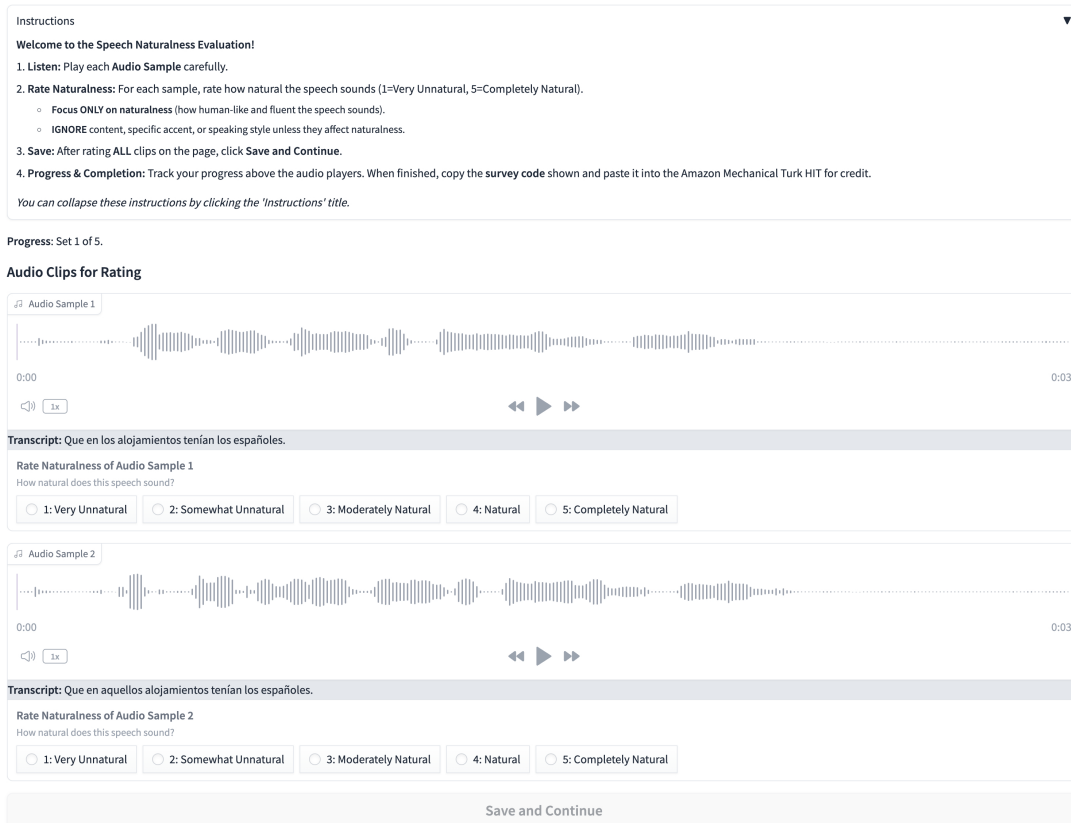 Instructions
▼
Welcome to the Speech Naturalness Evaluation!
1. Listen: Play each Audio Sample carefully.
2. Rate Naturalness: For each sample, rate how natural the speech sounds (1=Very Unnatural, 5=Completely Natural).
◦ Focus ONLY on naturalness (how human-like and fluent the speech sounds).
◦ IGNORE content, specific accent, or speaking style unless they affect naturalness.
3. Save: After rating ALL clips on the page, click Save and Continue.
4. Progress & Completion: Track your progress above the audio players. When finished, copy the survey code shown and paste it into the Amazon Mechanical Turk HIT for credit.
You can collapse these instructions by clicking the 'Instructions' title.
Progress: Set 1 of 5.
Audio Clips for Rating
Audio Sample 1
0:00 0:03
1x
Transcript: Que en los alojamientos tenían los españoles.
Rate Naturalness of Audio Sample 1
How natural does this speech sound?
1: Very Unnatural 2: Somewhat Unnatural 3: Moderately Natural 4: Natural 5: Completely Natural
Audio Sample 2
0:00 0:03
1x
Transcript: Que en aquellos alojamientos tenían los españoles.
Rate Naturalness of Audio Sample 2
How natural does this speech sound?
1: Very Unnatural 2: Somewhat Unnatural 3: Moderately Natural 4: Natural 5: Completely Natural
Save and Continue